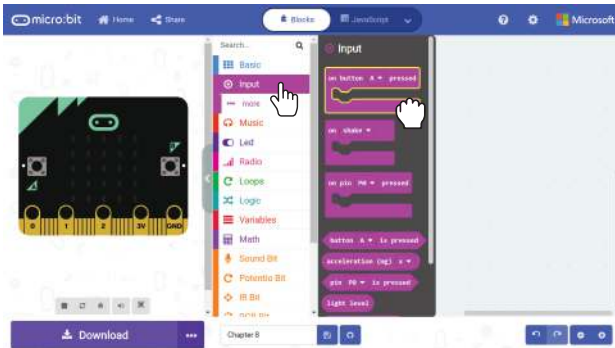 micro:bit Home Share Blocks JavaScript Microsoft
Search...
Basic
Input
more
Music
Led
Radio
Loops
Logic
Variables
Math
Sound Bit
Potentio Bit
IR Bit
Input
on button A pressed
on shake
on pin P0 pressed
button A is pressed
acceleration (mg) x
pin P0 is pressed
light level
0 1 2 3V GND
Download
Chapter 8